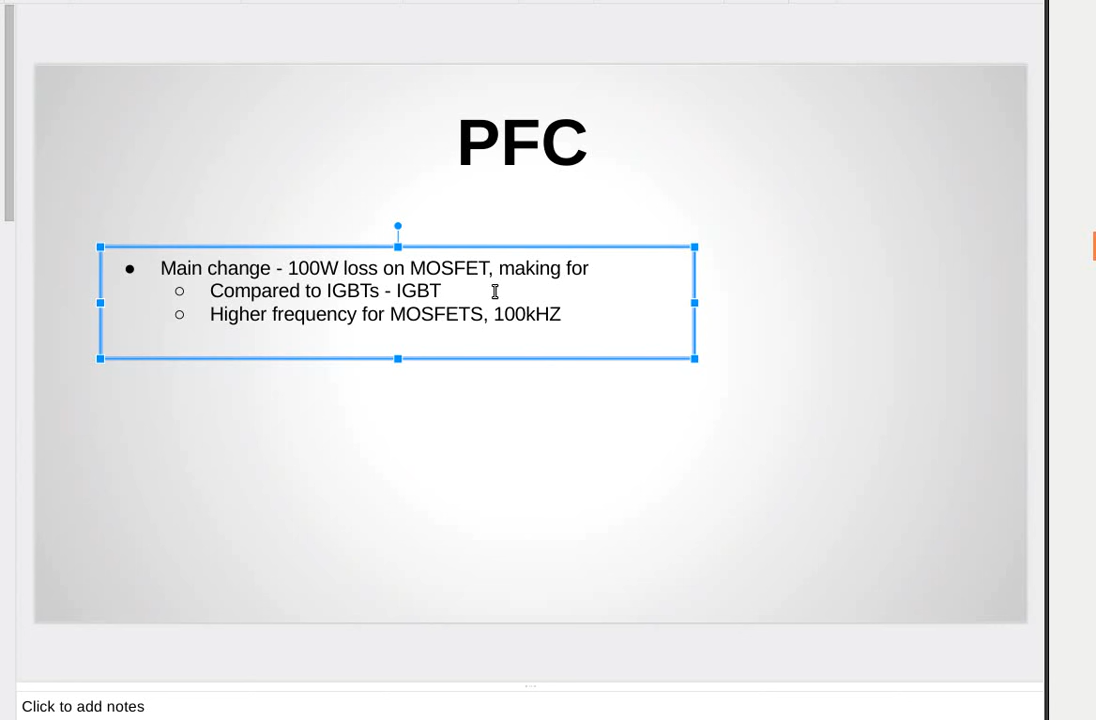 PFC
● Main change - 100W loss on MOSFET, making for
○ Compared to IGBTs - IGBT
○ Higher frequency for MOSFETS, 100kHZ
Click to add notes